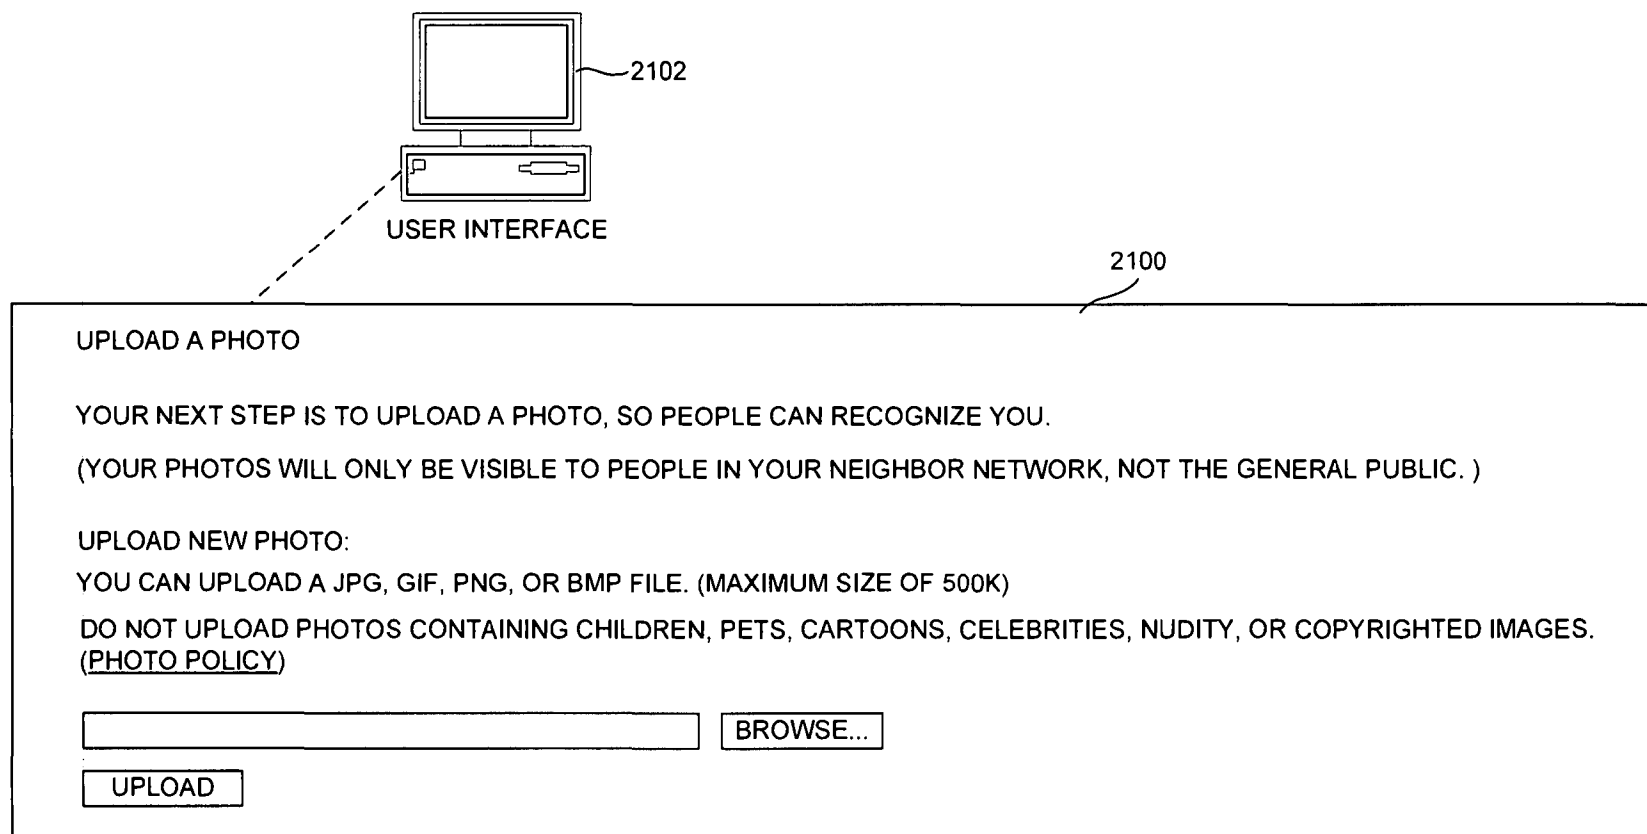 2102
USER INTERFACE
2100
UPLOAD A PHOTO
YOUR NEXT STEP IS TO UPLOAD A PHOTO, SO PEOPLE CAN RECOGNIZE YOU.
(YOUR PHOTOS WILL ONLY BE VISIBLE TO PEOPLE IN YOUR NEIGHBOR NETWORK, NOT THE GENERAL PUBLIC. )
UPLOAD NEW PHOTO:
YOU CAN UPLOAD A JPG, GIF, PNG, OR BMP FILE. (MAXIMUM SIZE OF 500K)
DO NOT UPLOAD PHOTOS CONTAINING CHILDREN, PETS, CARTOONS, CELEBRITIES, NUDITY, OR COPYRIGHTED IMAGES.
(PHOTO POLICY)
BROWSE...
UPLOAD